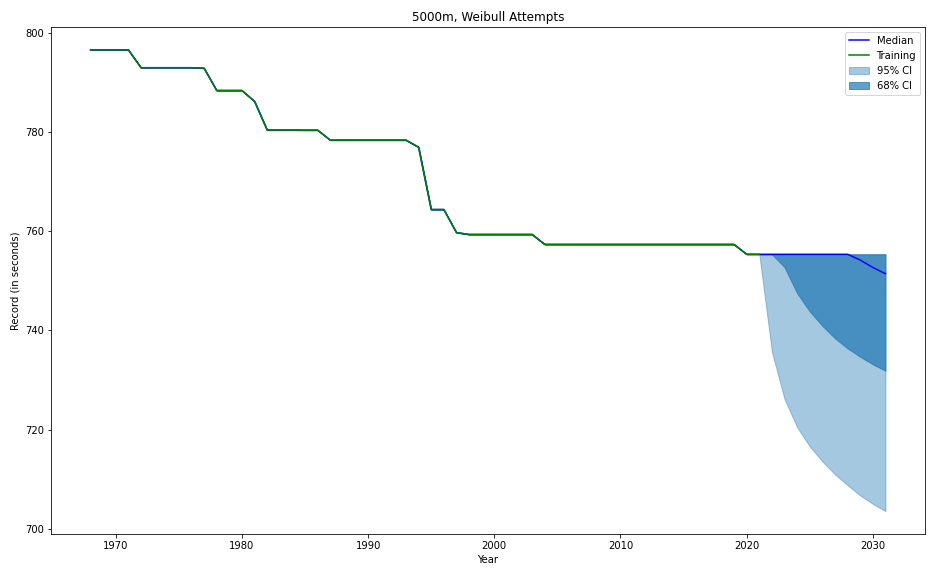 5000m, Weibull Attempts
Median
Training
95% CI
68% CI
Record (in seconds)
800
780
760
740
720
700
1970 1980 1990 2000 2010 2020 2030
Year